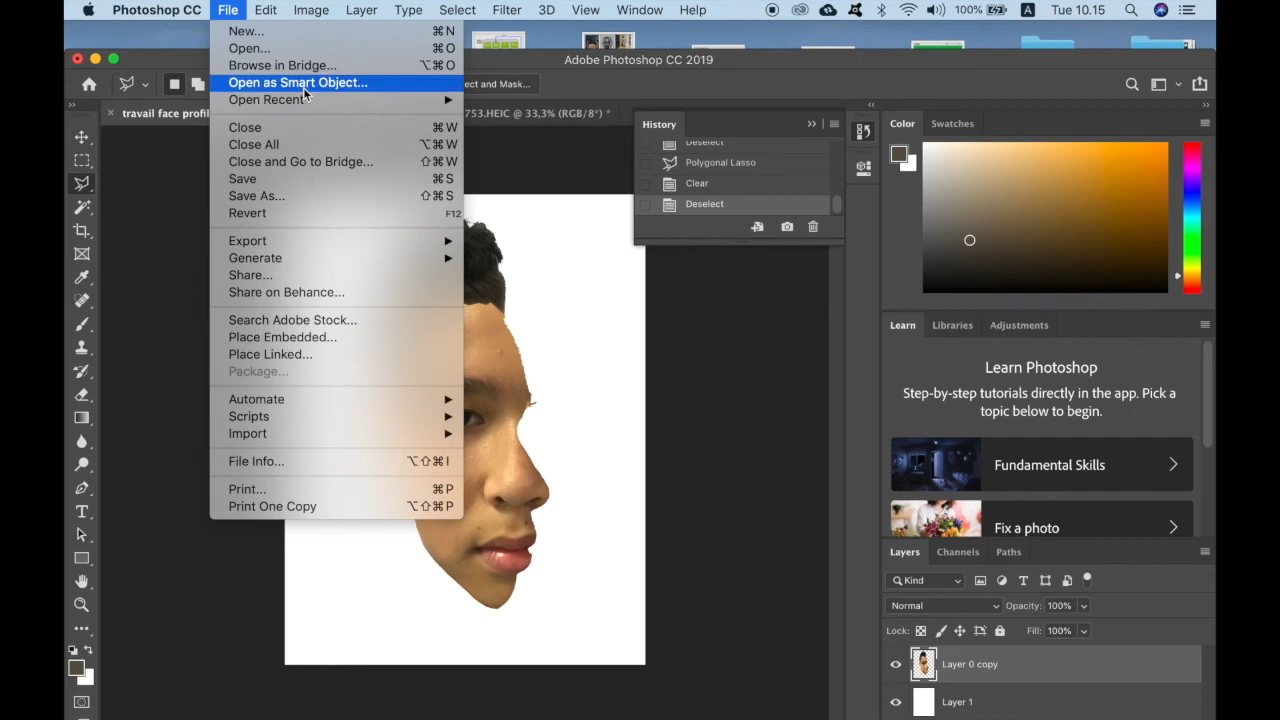 Photoshop CC File Edit Image Layer Type Select Filter 3D View Window Help 100% A Tue 10.15
Adobe Photoshop CC 2019
ect and Mask...
travail face profil
753.HEIC @ 33,3% (RGB/8*) *
New... ⌘N
Open... ⌘O
Browse in Bridge... ⌥⌘O
Open as Smart Object...
Open Recent
Close ⌘W
Close All ⌥⌘W
Close and Go to Bridge... ⇧⌘W
Save ⌘S
Save As... ⇧⌘S
Revert F12
Export
Generate
Share...
Share on Behance...
Search Adobe Stock...
Place Embedded...
Place Linked...
Package...
Automate
Scripts
Import
File Info... ⌥⇧⌘I
Print... ⌘P
Print One Copy ⌥⇧⌘P
History
Deselect
Polygonal Lasso
Clear
Deselect
Color Swatches
Learn Libraries Adjustments
Learn Photoshop
Step-by-step tutorials directly in the app. Pick a
topic below to begin.
Fundamental Skills
Fix a photo
Layers Channels Paths
Kind
Normal Opacity: 100%
Lock: Fill: 100%
Layer 0 copy
Layer 1